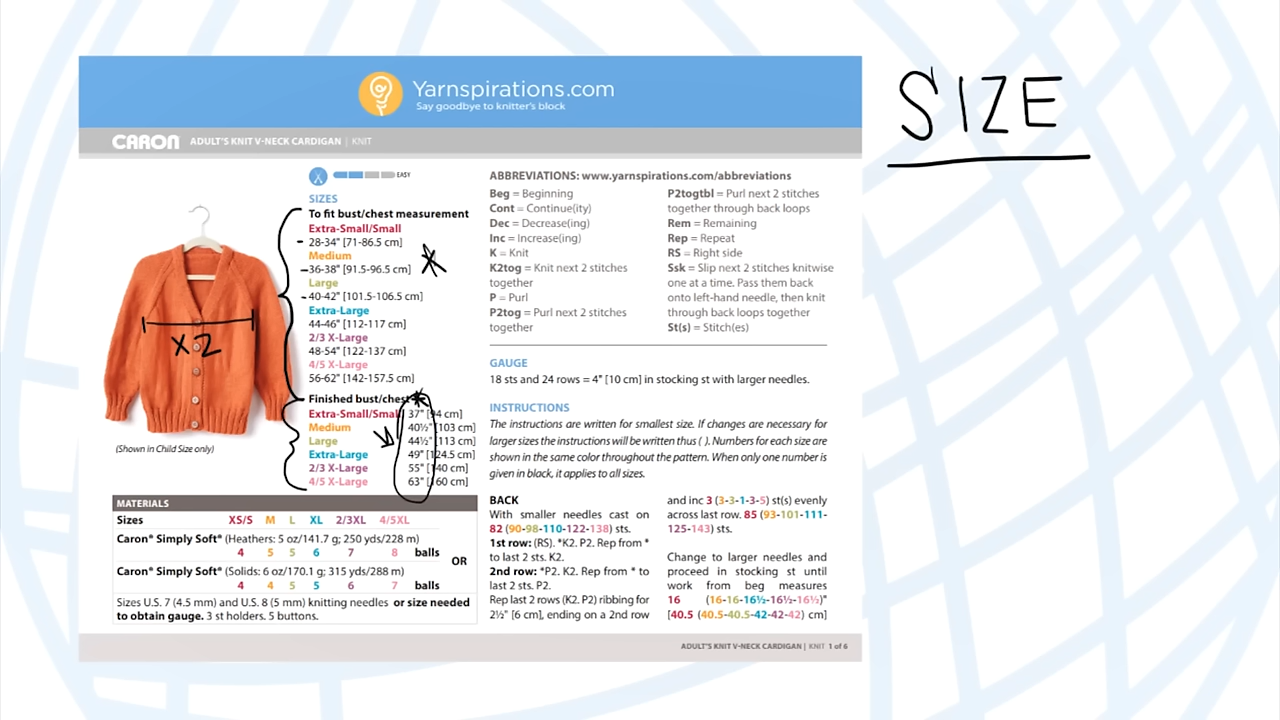 Yarnspirations.com
Say goodbye to knitter's block
CARON ADULT'S KNIT V-NECK CARDIGAN | KNIT
SIZE
EASY
SIZES
To fit bust/chest measurement
Extra-Small/Small
28-34" [71-86.5 cm]
Medium
36-38" [91.5-96.5 cm]
Large
40-42" [101.5-106.5 cm]
Extra-Large
44-46" [112-117 cm]
2/3 X-Large
48-54" [122-137 cm]
4/5 X-Large
56-62" [142-157.5 cm]
Finished bust/chest
Extra-Small/Small 37" [94 cm]
Medium 40½" [103 cm]
Large 44½" [113 cm]
Extra-Large 49" [124.5 cm]
2/3 X-Large 55" [140 cm]
4/5 X-Large 63" [160 cm]
X2
(Shown in Child Size only)
MATERIALS
Sizes XS/S M L XL 2/3XL 4/5XL
Caron® Simply Soft® (Heathers: 5 oz/141.7 g; 250 yds/228 m)
4 5 5 6 7 8 balls
OR
Caron® Simply Soft® (Solids: 6 oz/170.1 g; 315 yds/288 m)
4 4 5 5 6 7 balls
Sizes U.S. 7 (4.5 mm) and U.S. 8 (5 mm) knitting needles or size needed
to obtain gauge. 3 st holders. 5 buttons.
ABBREVIATIONS: www.yarnspirations.com/abbreviations
Beg = Beginning
Cont = Continue(ity)
Dec = Decrease(ing)
Inc = Increase(ing)
K = Knit
K2tog = Knit next 2 stitches
together
P = Purl
P2tog = Purl next 2 stitches
together
P2togtbl = Purl next 2 stitches
together through back loops
Rem = Remaining
Rep = Repeat
RS = Right side
Ssk = Slip next 2 stitches knitwise
one at a time. Pass them back
onto left-hand needle, then knit
through back loops together
St(s) = Stitch(es)
GAUGE
18 sts and 24 rows = 4" [10 cm] in stocking st with larger needles.
INSTRUCTIONS
The instructions are written for smallest size. If changes are necessary for
larger sizes the instructions will be written thus ( ). Numbers for each size are
shown in the same color throughout the pattern. When only one number is
given in black, it applies to all sizes.
BACK
With smaller needles cast on
82 (90-98-110-122-138) sts.
1st row: (RS). *K2. P2. Rep from *
to last 2 sts. K2.
2nd row: *P2. K2. Rep from * to
last 2 sts. P2.
Rep last 2 rows (K2. P2) ribbing for
2½" [6 cm], ending on a 2nd row
and inc 3 (3-3-1-3-5) st(s) evenly
across last row. 85 (93-101-111-
125-143) sts.
Change to larger needles and
proceed in stocking st until
work from beg measures
16 (16-16-16½-16½-16½)"
[40.5 (40.5-40.5-42-42-42) cm]
ADULT'S KNIT V-NECK CARDIGAN | KNIT 1 of 6